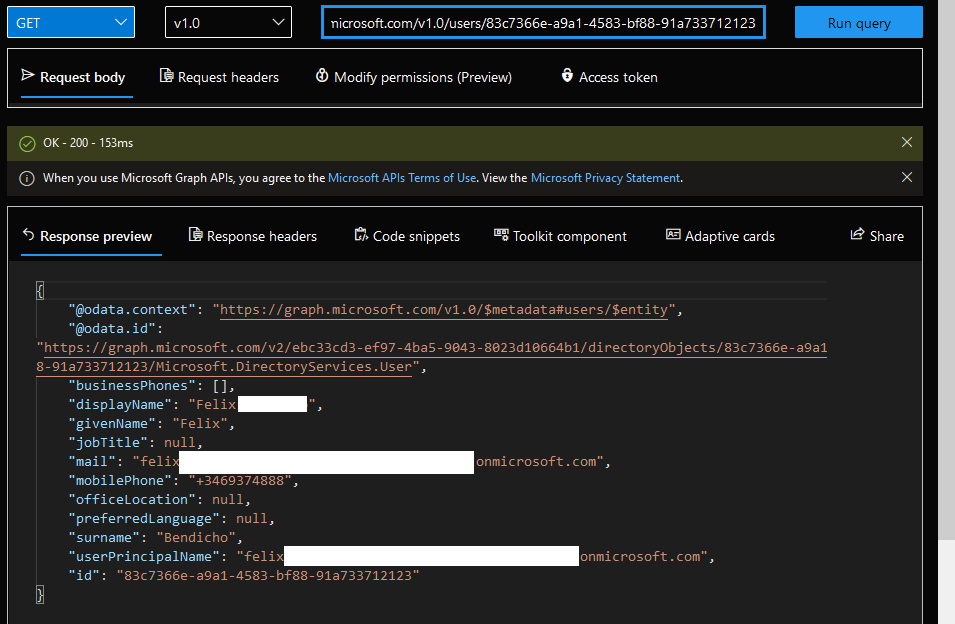 GET
v1.0
microsoft.com/v1.0/users/83c7366e-a9a1-4583-bf88-91a733712123
Run query
Request body
Request headers
Modify permissions (Preview)
Access token
OK - 200 - 153ms
When you use Microsoft Graph APIs, you agree to the Microsoft APIs Terms of Use. View the Microsoft Privacy Statement.
Response preview
Response headers
Code snippets
Toolkit component
Adaptive cards
Share
{
"@odata.context": "https://graph.microsoft.com/v1.0/$metadata#users/$entity",
"@odata.id":
"https://graph.microsoft.com/v2/ebc33cd3-ef97-4ba5-9043-8023d10664b1/directoryObjects/83c7366e-a9a1
8-91a733712123/Microsoft.DirectoryServices.User",
"businessPhones": [],
"displayName": "Felix ",
"givenName": "Felix",
"jobTitle": null,
"mail": "felix onmicrosoft.com",
"mobilePhone": "+3469374888",
"officeLocation": null,
"preferredLanguage": null,
"surname": "Bendicho",
"userPrincipalName": "felix onmicrosoft.com",
"id": "83c7366e-a9a1-4583-bf88-91a733712123"
}